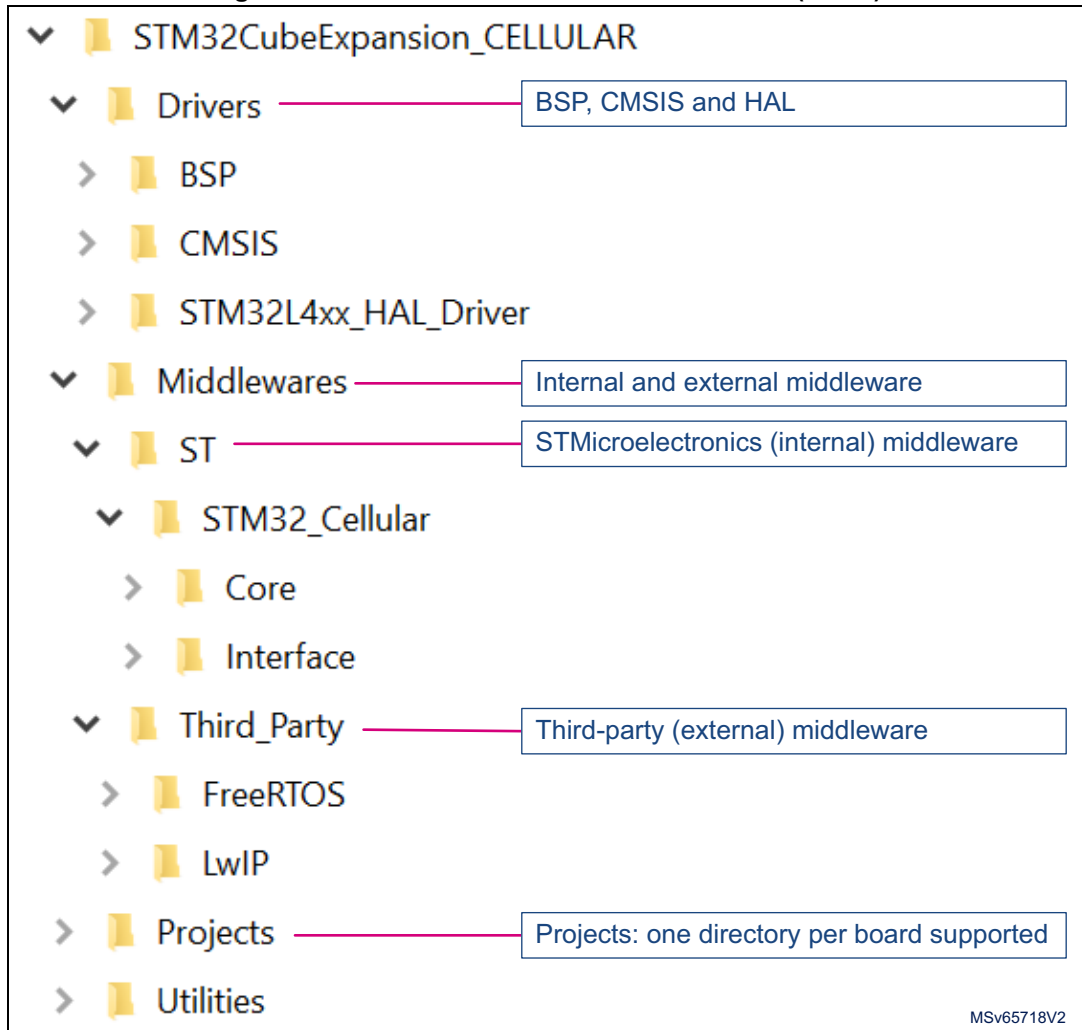 STM32CubeExpansion_CELLULAR
Drivers
BSP, CMSIS and HAL
BSP
CMSIS
STM32L4xx_HAL_Driver
Middlewares
Internal and external middleware
ST
STMicroelectronics (internal) middleware
STM32_Cellular
Core
Interface
Third_Party
Third-party (external) middleware
FreeRTOS
LwIP
Projects
Projects: one directory per board supported
Utilities
MSv65718V2